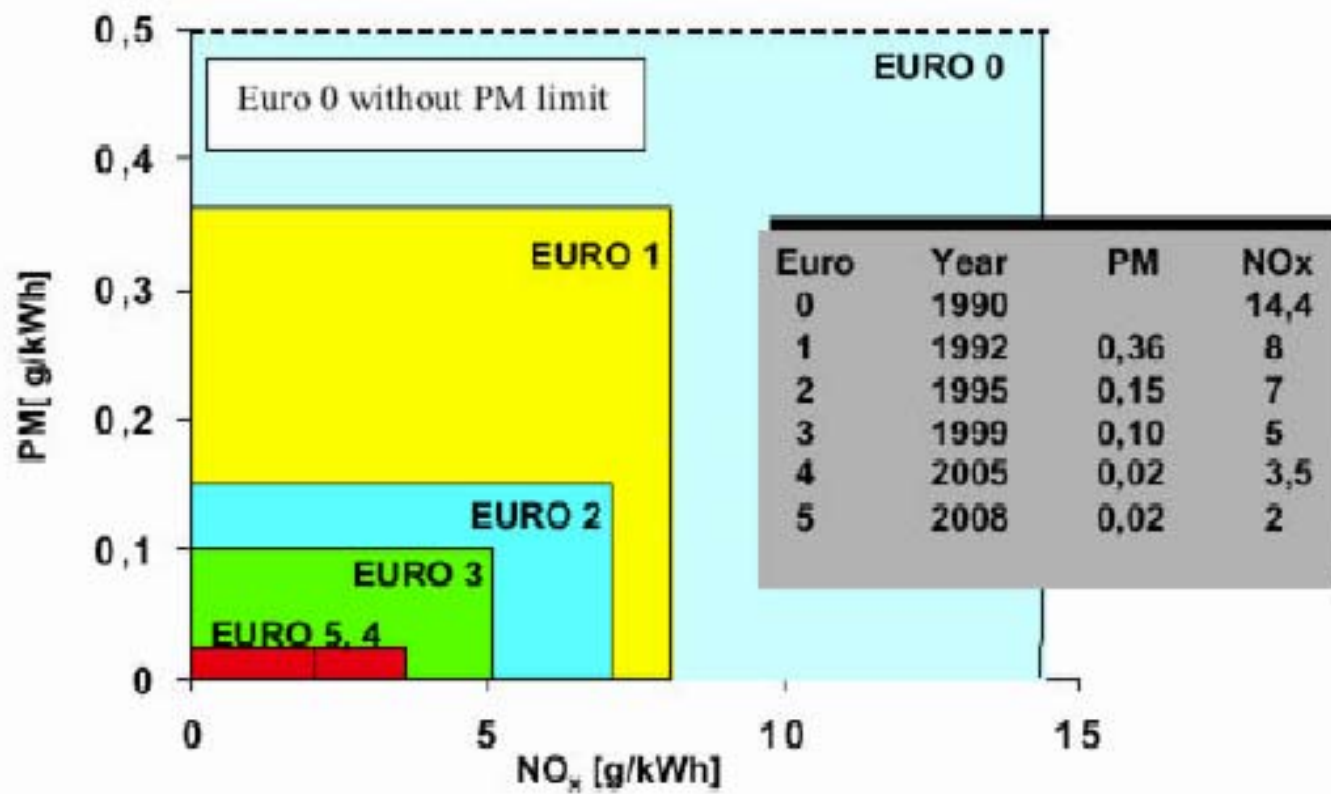 0,5
EURO 0
Euro 0 without PM limit
0,4
EURO 1
0,3
PM[ g/kWh]
0,2
EURO 2
0,1
EURO 3
EURO 5, 4
0
0 5 10 15
NOx [g/kWh]
Euro Year PM NOx
0 1990 14,4
1 1992 0,36 8
2 1995 0,15 7
3 1999 0,10 5
4 2005 0,02 3,5
5 2008 0,02 2